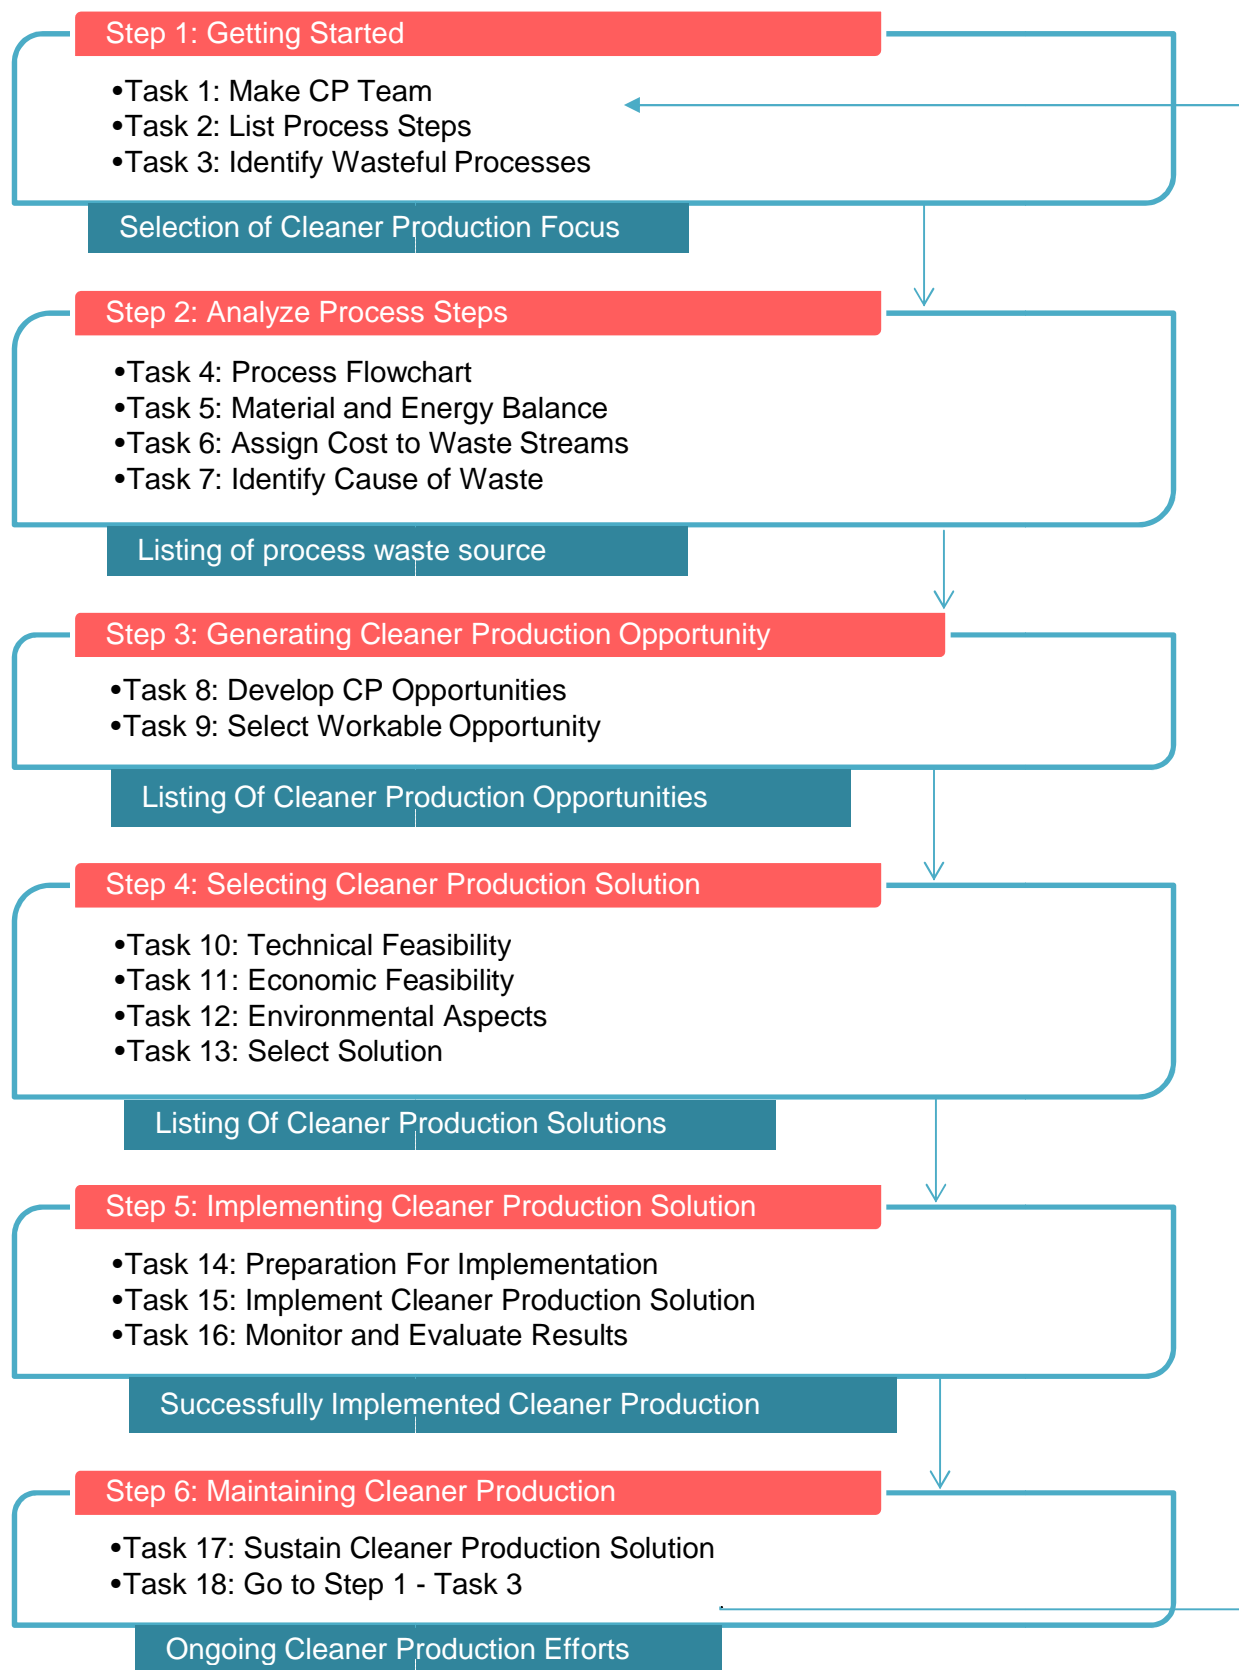 Step 1: Getting Started
•Task 1: Make CP Team
•Task 2: List Process Steps
•Task 3: Identify Wasteful Processes
Selection of Cleaner Production Focus
Step 2: Analyze Process Steps
•Task 4: Process Flowchart
•Task 5: Material and Energy Balance
•Task 6: Assign Cost to Waste Streams
•Task 7: Identify Cause of Waste
Listing of process waste source
Step 3: Generating Cleaner Production Opportunity
•Task 8: Develop CP Opportunities
•Task 9: Select Workable Opportunity
Listing Of Cleaner Production Opportunities
Step 4: Selecting Cleaner Production Solution
•Task 10: Technical Feasibility
•Task 11: Economic Feasibility
•Task 12: Environmental Aspects
•Task 13: Select Solution
Listing Of Cleaner Production Solutions
Step 5: Implementing Cleaner Production Solution
•Task 14: Preparation For Implementation
•Task 15: Implement Cleaner Production Solution
•Task 16: Monitor and Evaluate Results
Successfully Implemented Cleaner Production
Step 6: Maintaining Cleaner Production
•Task 17: Sustain Cleaner Production Solution
•Task 18: Go to Step 1 - Task 3
Ongoing Cleaner Production Efforts